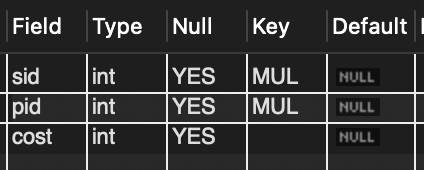 Field Type Null Key Default
sid int YES MUL NULL
pid int YES MUL NULL
cost int YES NULL